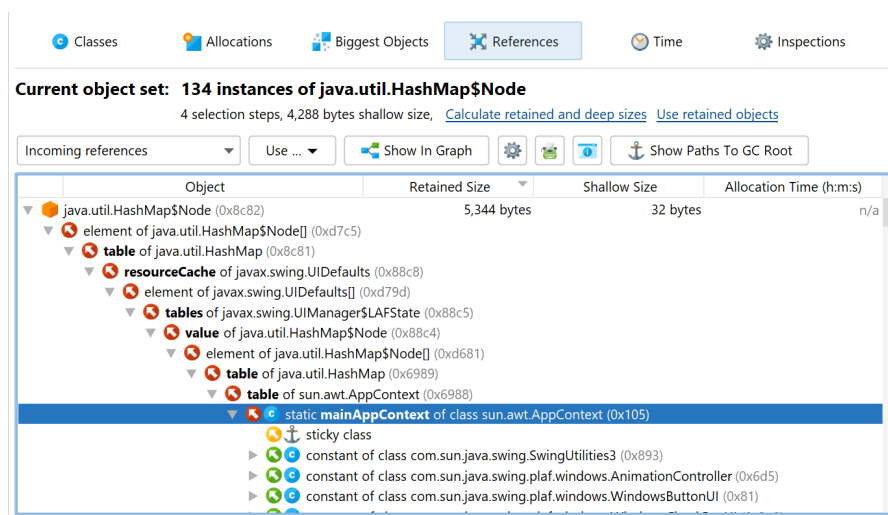 Classes Allocations Biggest Objects References Time Inspections
Current object set: 134 instances of java.util.HashMap$Node
4 selection steps, 4,288 bytes shallow size, Calculate retained and deep sizes Use retained objects
Incoming references Use ... Show In Graph Show Paths To GC Root
Object Retained Size Shallow Size Allocation Time (h:m:s)
java.util.HashMap$Node (0x8c82) 5,344 bytes 32 bytes n/a
element of java.util.HashMap$Node[] (0xd7c5)
table of java.util.HashMap (0x8c81)
resourceCache of javax.swing.UIDefaults (0x88c8)
element of javax.swing.UIDefaults[] (0xd79d)
tables of javax.swing.UIManager$LAFState (0x88c5)
value of java.util.HashMap$Node (0x88c4)
element of java.util.HashMap$Node[] (0xd681)
table of java.util.HashMap (0x6989)
table of sun.awt.AppContext (0x6988)
static mainAppContext of class sun.awt.AppContext (0x105)
sticky class
constant of class com.sun.java.swing.SwingUtilities3 (0x893)
constant of class com.sun.java.swing.plaf.windows.AnimationController (0x6d5)
constant of class com.sun.java.swing.plaf.windows.WindowsButtonUI (0x81)